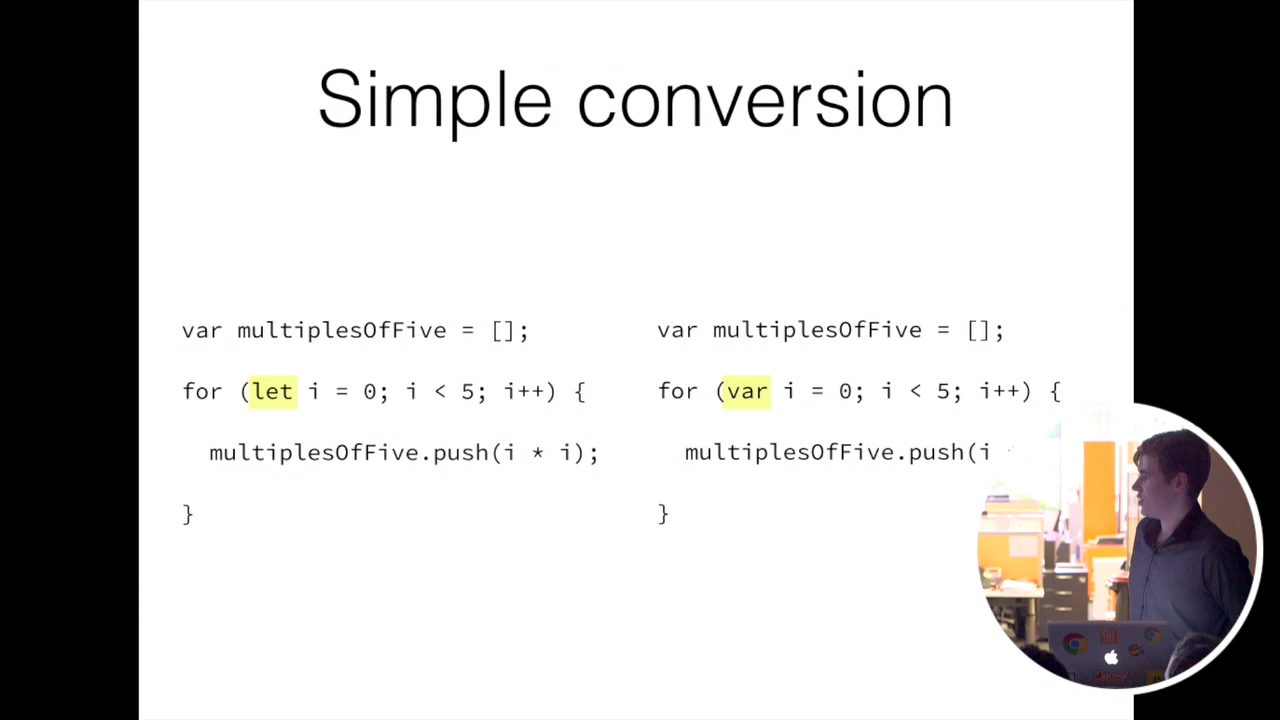 Simple conversion
var multiplesOfFive = [];
for (let i = 0; i < 5; i++) {
multiplesOfFive.push(i * i);
}
var multiplesOfFive = [];
for (var i = 0; i < 5; i++) {
multiplesOfFive.push(i
}